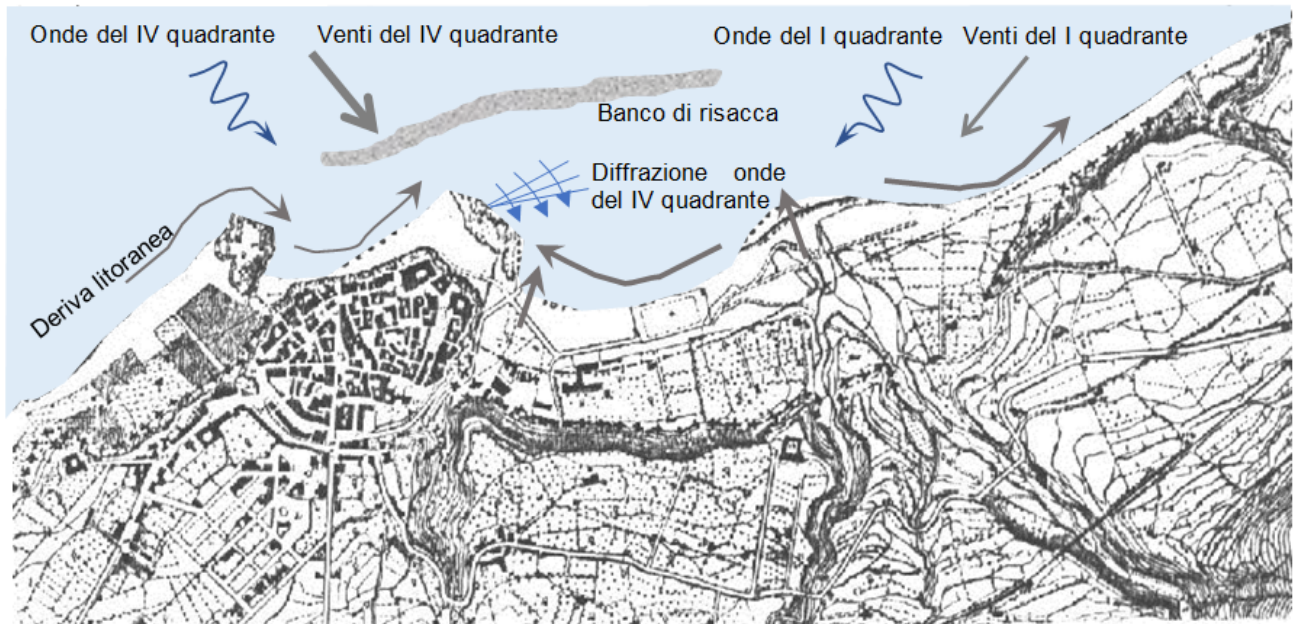 Onde del IV quadrante
Venti del IV quadrante
Onde del I quadrante
Venti del I quadrante
Banco di risacca
Diffrazione onde
del IV quadrante
Deriva litoranea